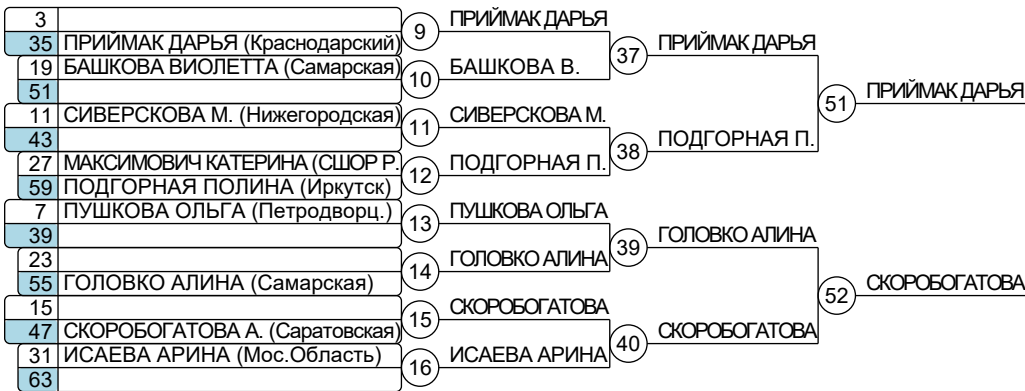 3
35 ПРИЙМАК ДАРЬЯ (Краснодарский)
9
ПРИЙМАК ДАРЬЯ
19 БАШКОВА ВИОЛЕТТА (Самарская)
51
10
БАШКОВА В.
37
ПРИЙМАК ДАРЬЯ
11 СИВЕРСКОВА М. (Нижегородская)
43
11
СИВЕРСКОВА М.
27 МАКСИМОВИЧ КАТЕРИНА (СШОР Р.
59 ПОДГОРНАЯ ПОЛИНА (Иркутск)
12
ПОДГОРНАЯ П.
38
ПОДГОРНАЯ П.
51
ПРИЙМАК ДАРЬЯ
7 ПУШКОВА ОЛЬГА (Петродворц.)
39
13
ПУШКОВА ОЛЬГА
23
55 ГОЛОВКО АЛИНА (Самарская)
14
ГОЛОВКО АЛИНА
39
ГОЛОВКО АЛИНА
15
47 СКОРОБОГАТОВА А. (Саратовская)
15
СКОРОБОГАТОВА
31 ИСАЕВА АРИНА (Мос.Область)
63
16
ИСАЕВА АРИНА
40
СКОРОБОГАТОВА
52
СКОРОБОГАТОВА